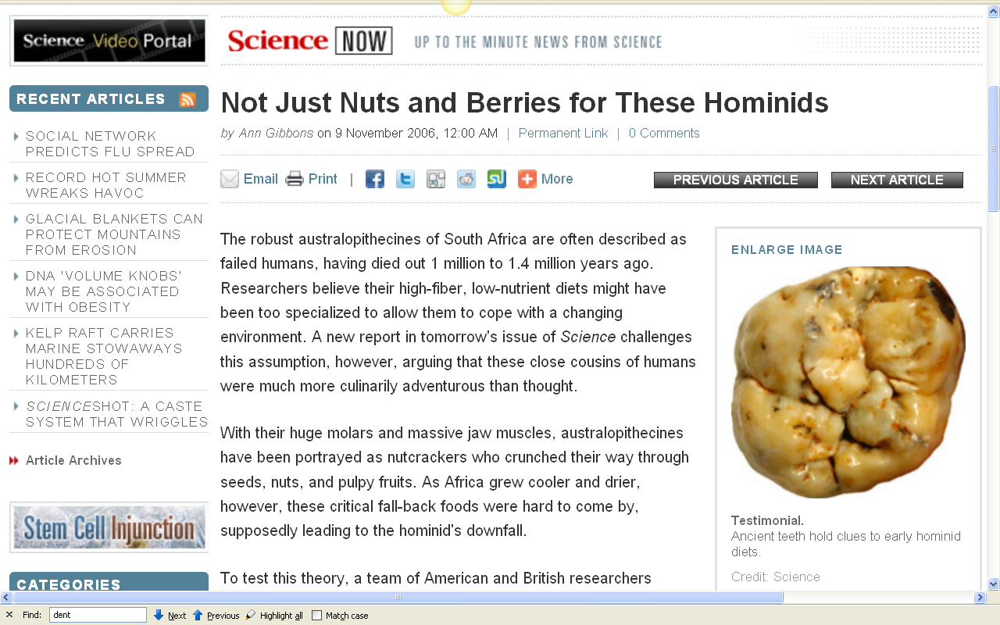 Science Video Portal
Science NOW UP TO THE MINUTE NEWS FROM SCIENCE
RECENT ARTICLES
SOCIAL NETWORK
PREDICTS FLU SPREAD
RECORD HOT SUMMER
WREAKS HAVOC
GLACIAL BLANKETS CAN
PROTECT MOUNTAINS
FROM EROSION
DNA 'VOLUME KNOBS'
MAY BE ASSOCIATED
WITH OBESITY
KELP RAFT CARRIES
MARINE STOWAWAYS
HUNDREDS OF
KILOMETERS
SCIENCESHOT: A CASTE
SYSTEM THAT WRIGGLES
Article Archives
Stem Cell Injunction
CATEGORIES
Not Just Nuts and Berries for These Hominids
by Ann Gibbons on 9 November 2006, 12:00 AM | Permanent Link | 0 Comments
Email Print | More
PREVIOUS ARTICLE NEXT ARTICLE
The robust australopithecines of South Africa are often described as
failed humans, having died out 1 million to 1.4 million years ago.
Researchers believe their high-fiber, low-nutrient diets might have
been too specialized to allow them to cope with a changing
environment. A new report in tomorrow's issue of Science challenges
this assumption, however, arguing that these close cousins of humans
were much more culinarily adventurous than thought.
With their huge molars and massive jaw muscles, australopithecines
have been portrayed as nutcrackers who crunched their way through
seeds, nuts, and pulpy fruits. As Africa grew cooler and drier,
however, these critical fall-back foods were hard to come by,
supposedly leading to the hominid's downfall.
To test this theory, a team of American and British researchers
ENLARGE IMAGE
Testimonial.
Ancient teeth hold clues to early hominid
diets.
Credit: Science
Find: dent Next Previous Highlight all Match case